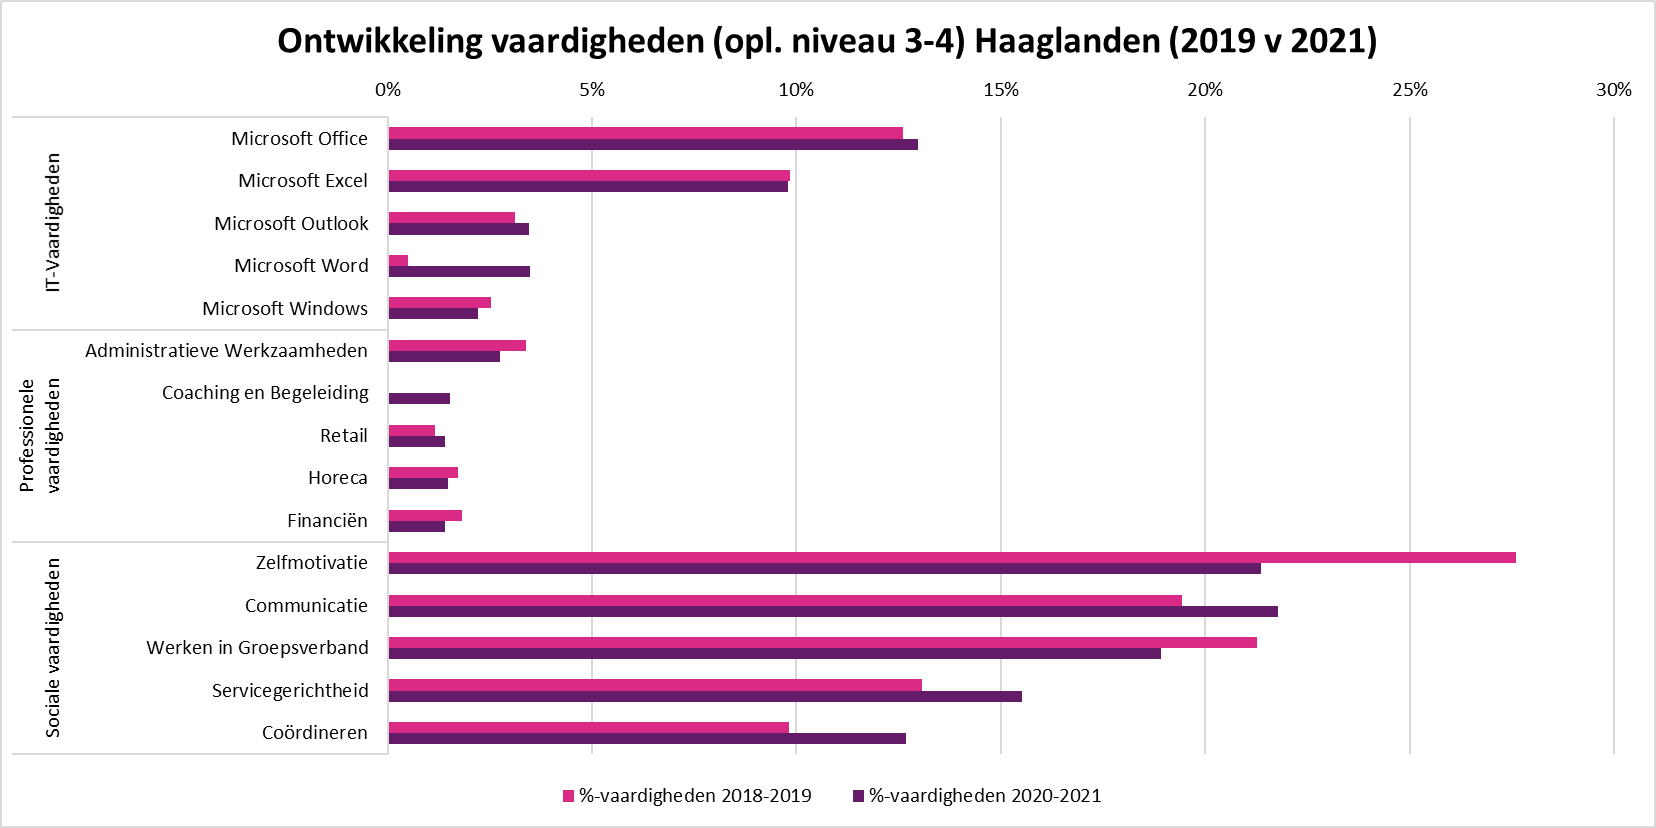 Ontwikkeling vaardigheden (opl. niveau 3-4) Haaglanden (2019 v 2021)
0% 5% 10% 15% 20% 25% 30%
IT-Vaardigheden
Microsoft Office
Microsoft Excel
Microsoft Outlook
Microsoft Word
Microsoft Windows
Professionele
vaardigheden
Administratieve Werkzaamheden
Coaching en Begeleiding
Retail
Horeca
Financiën
Sociale vaardigheden
Zelfmotivatie
Communicatie
Werken in Groepsverband
Servicegerichtheid
Coördineren
%-vaardigheden 2018-2019 %-vaardigheden 2020-2021